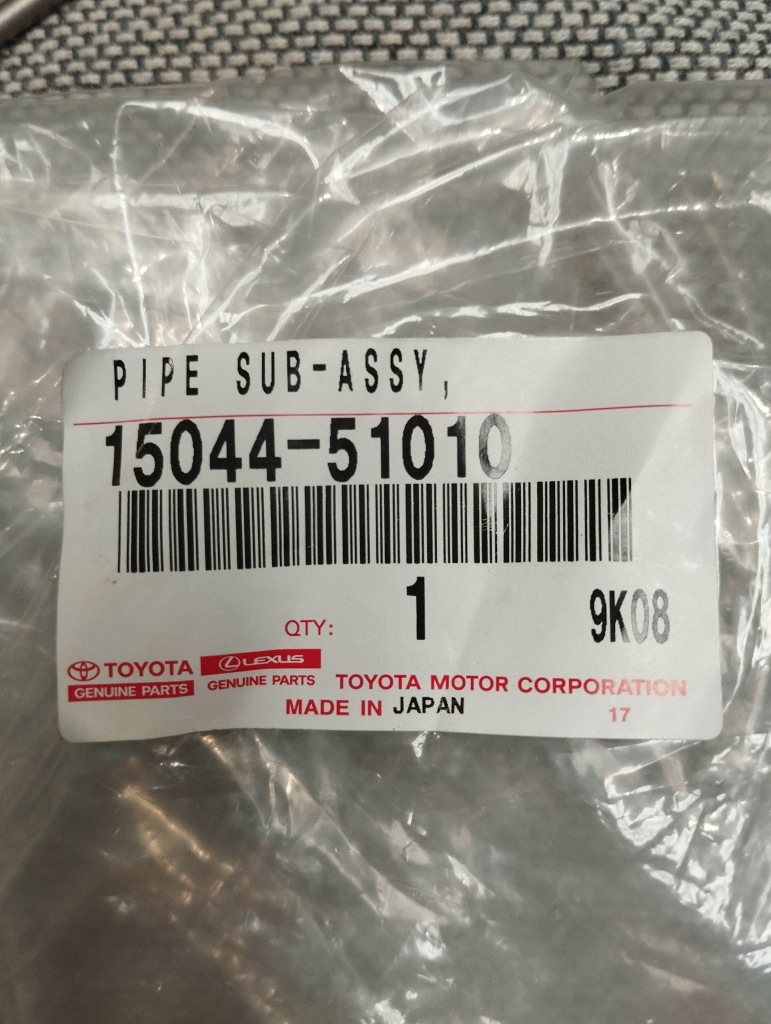 PIPE SUB-ASSY,
15044-51010
QTY: 1 9K08
TOYOTA LEXUS
GENUINE PARTS GENUINE PARTS TOYOTA MOTOR CORPORATION
MADE IN JAPAN 17